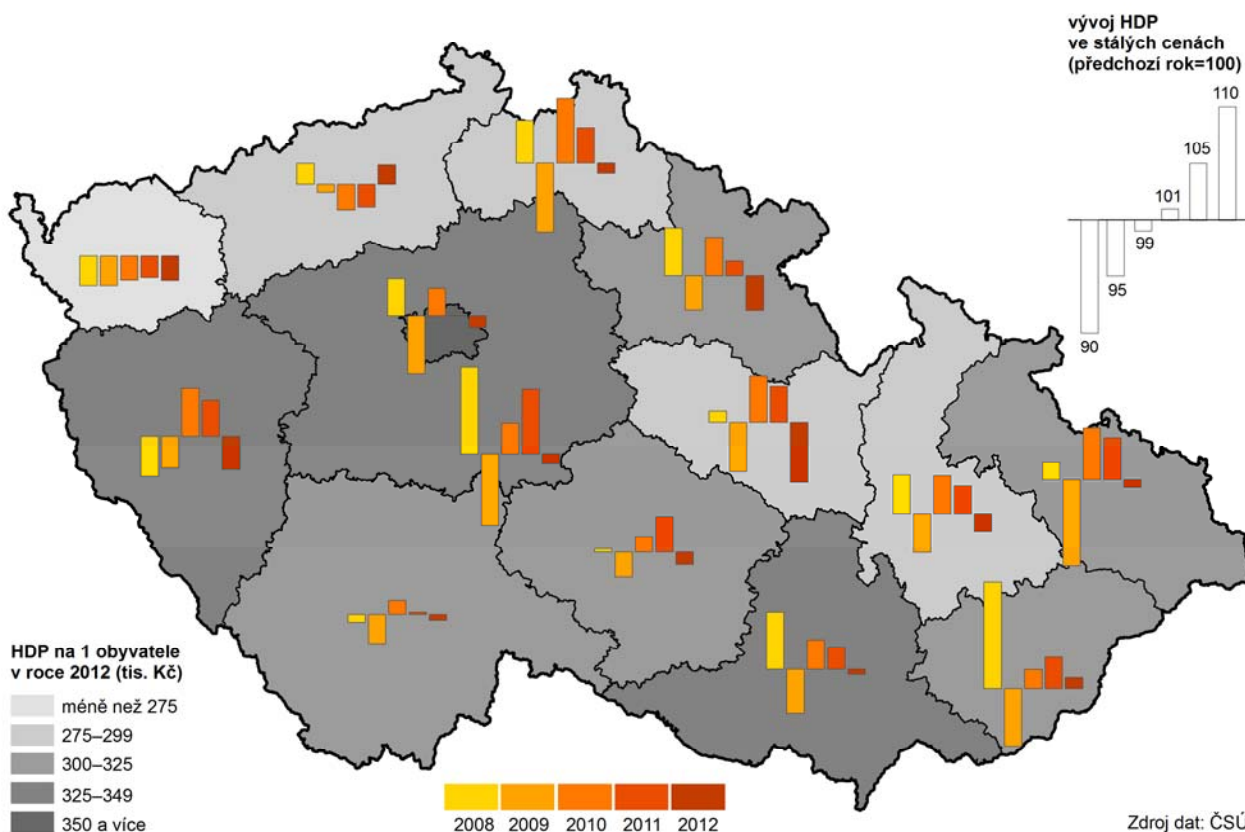 vývoj HDP
ve stálých cenách
(předchozí rok=100)
110
105
101
99
95
90
HDP na 1 obyvatele
v roce 2012 (tis. Kč)
méně než 275
275–299
300–325
325–349
350 a více
2008 2009 2010 2011 2012
Zdroj dat: ČSÚ